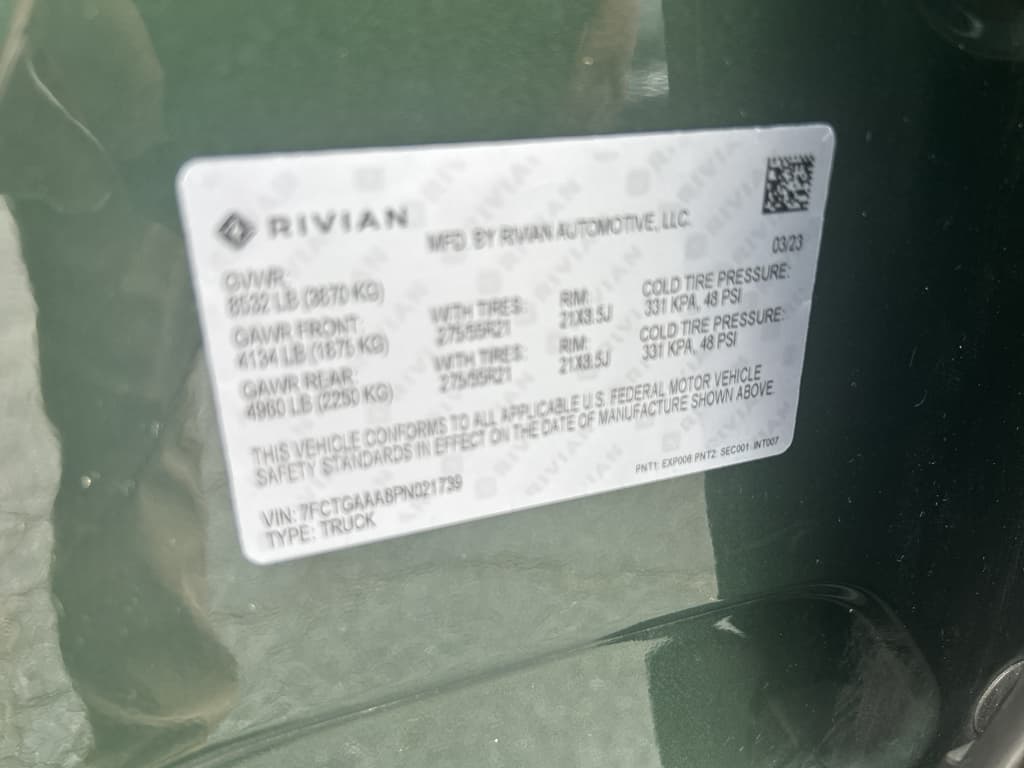 RIVIAN
MFD. BY RIVIAN AUTOMOTIVE, LLC.
03/23
GVWR:
8532 LB (3870 KG)
GAWR FRONT: WITH TIRES: RIM: COLD TIRE PRESSURE:
4134 LB (1875 KG) 275/55R21 21X8.5J 331 KPA, 48 PSI
GAWR REAR: WITH TIRES: RIM: COLD TIRE PRESSURE:
4960 LB (2250 KG) 275/55R21 21X8.5J 331 KPA, 48 PSI
THIS VEHICLE CONFORMS TO ALL APPLICABLE U.S. FEDERAL MOTOR VEHICLE
SAFETY STANDARDS IN EFFECT ON THE DATE OF MANUFACTURE SHOWN ABOVE.
PNT1: EXP006 PNT2: SEC001 INT007
VIN: 7FCTGAAA8PN021739
TYPE: TRUCK